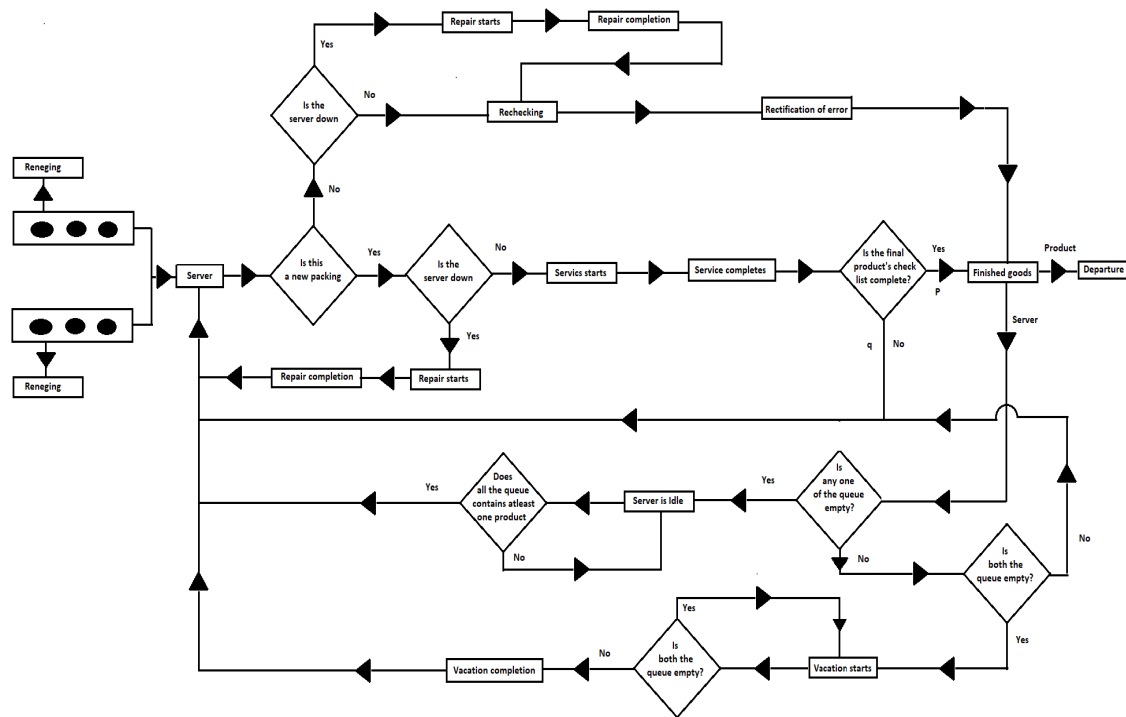 Repair starts
Repair completion
Yes
Is the
server down
No
Rechecking
Rectification of error
Reneging
No
Server
Is this
a new packing
Yes
Is the
server down
No
Servics starts
Service completes
Is the final
product's check
list complete?
Yes
P
Finished goods
Product
Departure
Yes
Server
q
No
Reneging
Repair completion
Repair starts
Does
all the queue
contains atleast
one product
Yes
No
Server is Idle
Yes
Is
any one
of the queue
empty?
No
Is
both the
queue empty?
No
Yes
Yes
Is
both the
queue empty?
No
Vacation completion
Vacation starts